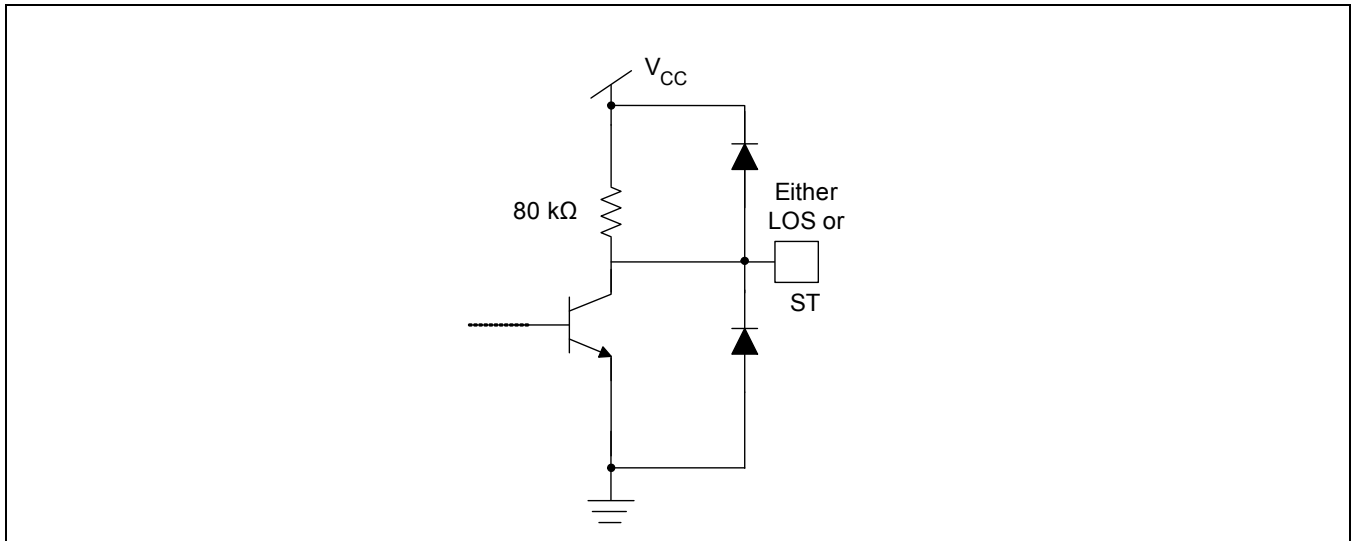 V_CC
80 kΩ
Either
LOS or
ST